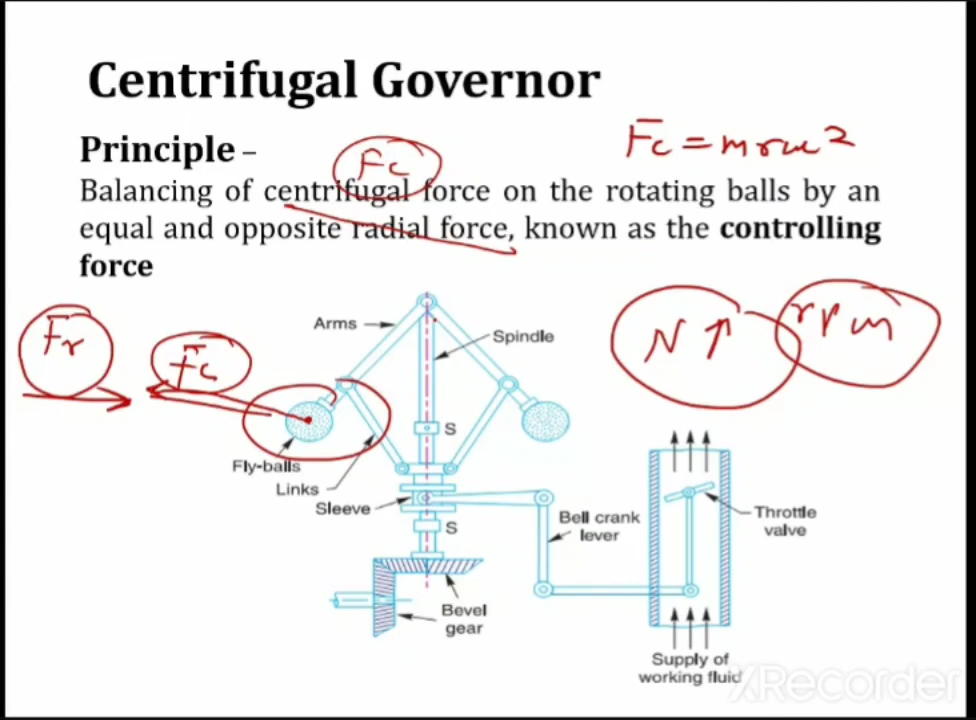 Centrifugal Governor
Principle –
Fc = mrω²
Fc
Balancing of centrifugal force on the rotating balls by an
equal and opposite radial force, known as the controlling
force
Fr
Fc
N ↑
rpm
Arms
Spindle
S
Fly-balls
Links
Sleeve
S
Bell crank
lever
Throttle
valve
Bevel
gear
Supply of
working fluid
XRecorder